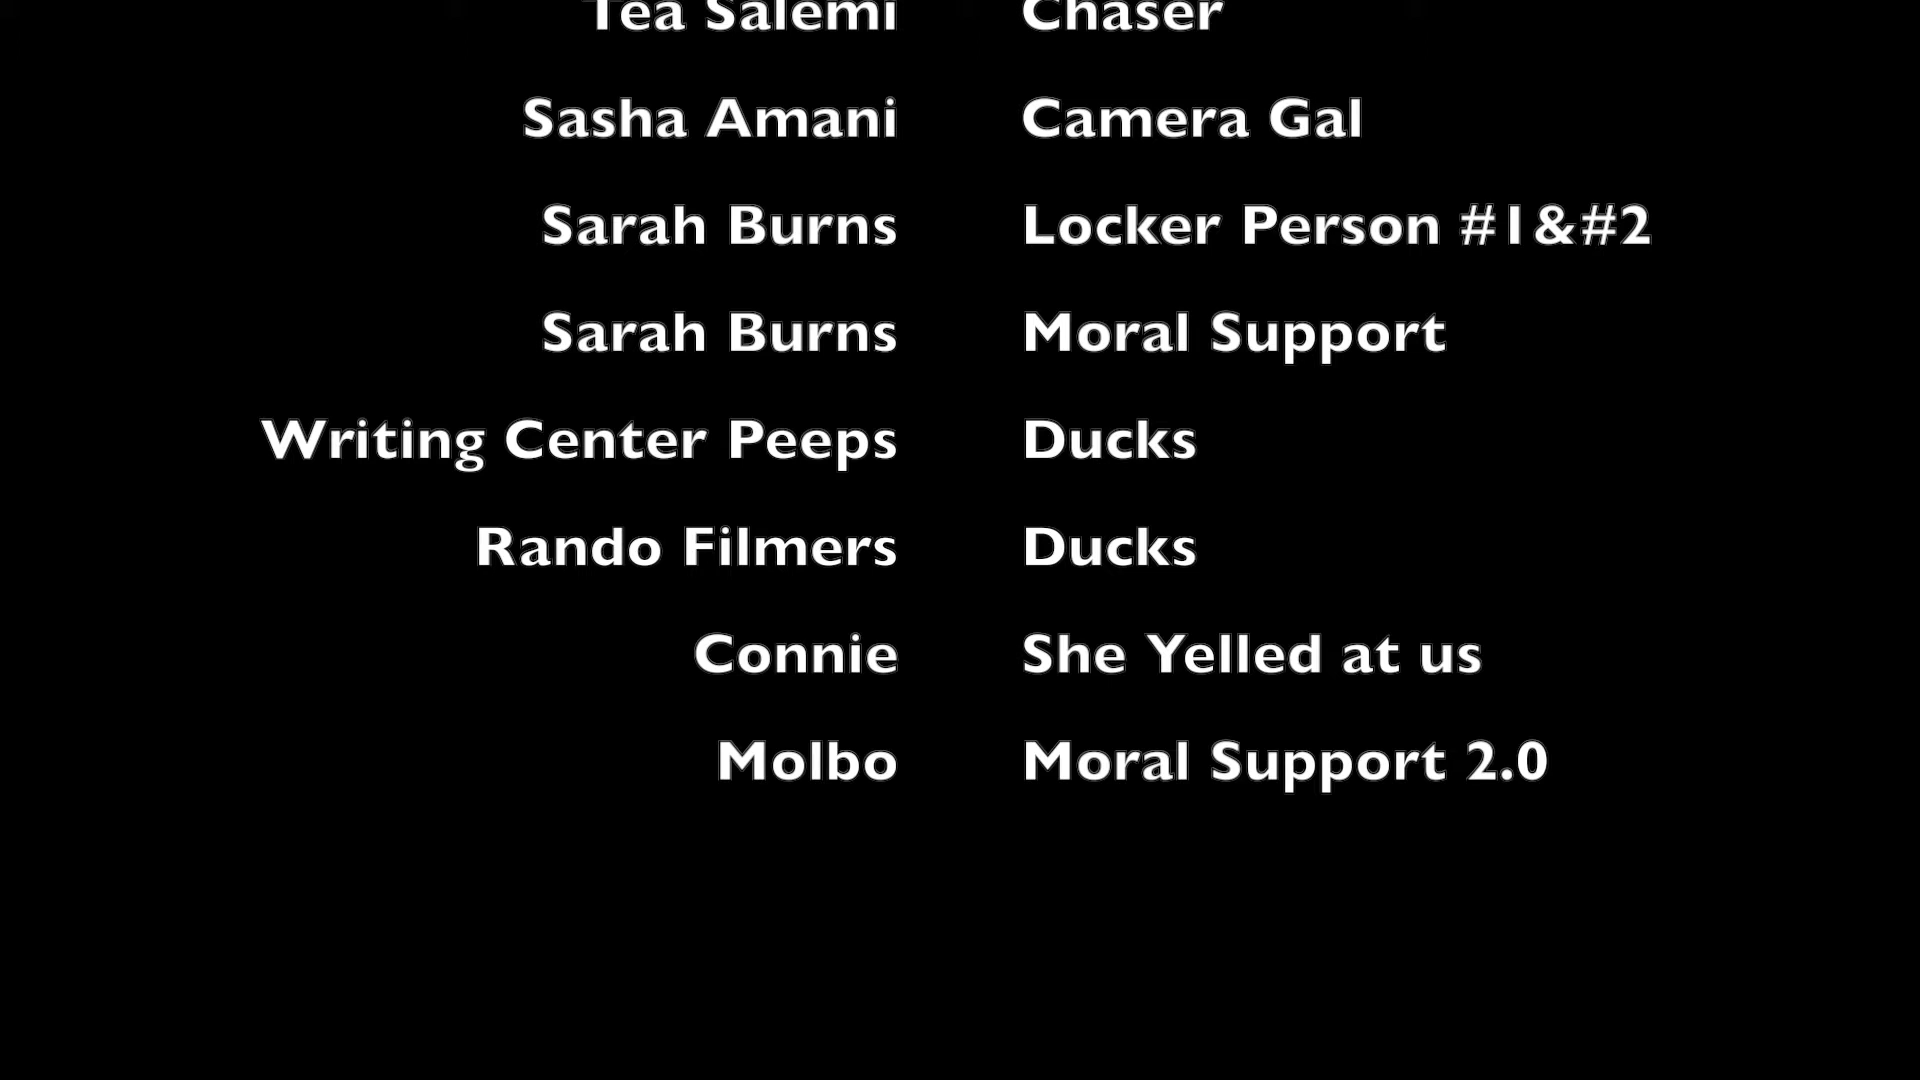 Tea Salemi Chaser
Sasha Amani Camera Gal
Sarah Burns Locker Person #1&#2
Sarah Burns Moral Support
Writing Center Peeps Ducks
Rando Filmers Ducks
Connie She Yelled at us
Molbo Moral Support 2.0